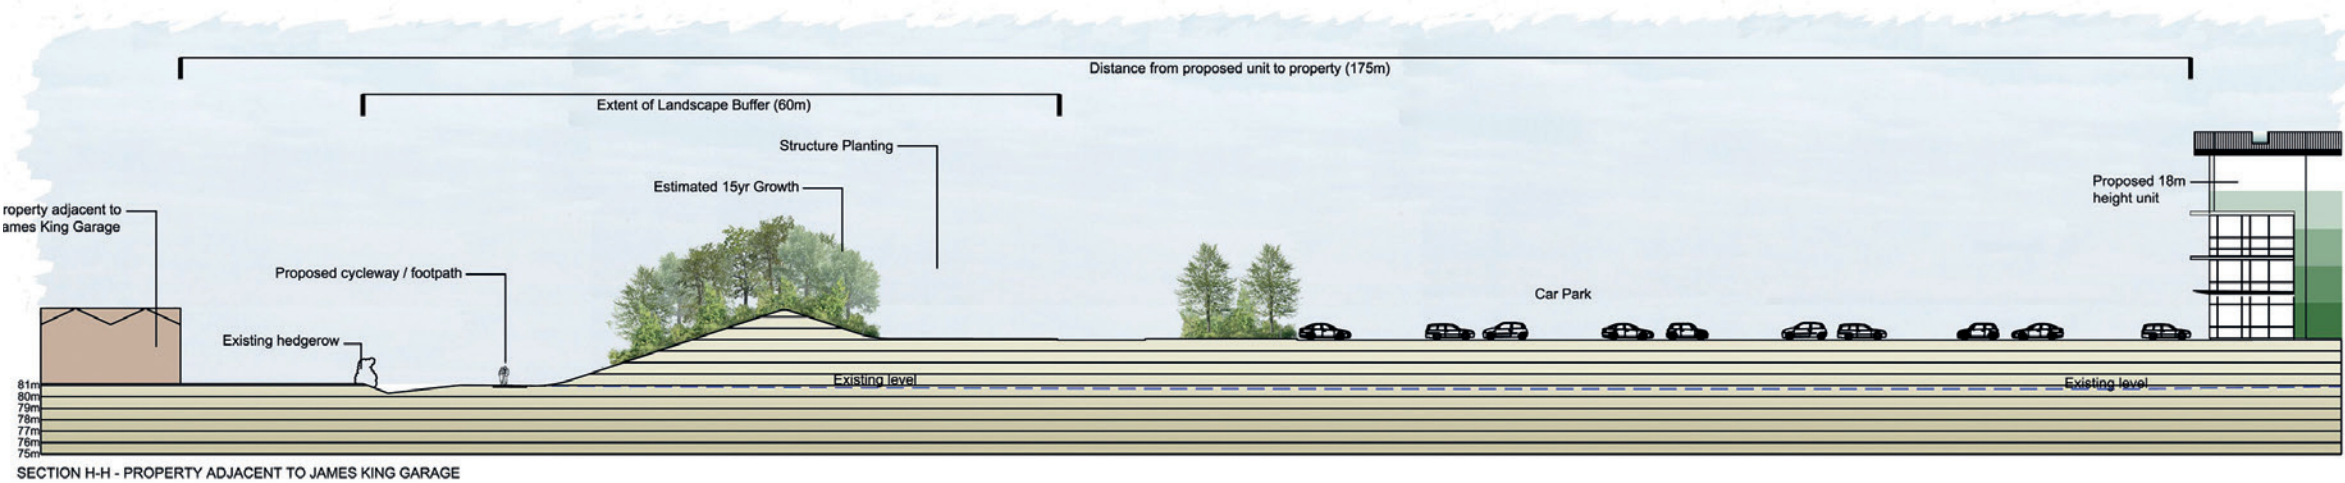 Distance from proposed unit to property (175m)
Extent of Landscape Buffer (60m)
Structure Planting
Estimated 15yr Growth
Proposed 18m
height unit
roperty adjacent to
ames King Garage
Proposed cycleway / footpath
Car Park
Existing hedgerow
Existing level
Existing level
81m
80m
79m
78m
77m
76m
75m
SECTION H-H - PROPERTY ADJACENT TO JAMES KING GARAGE